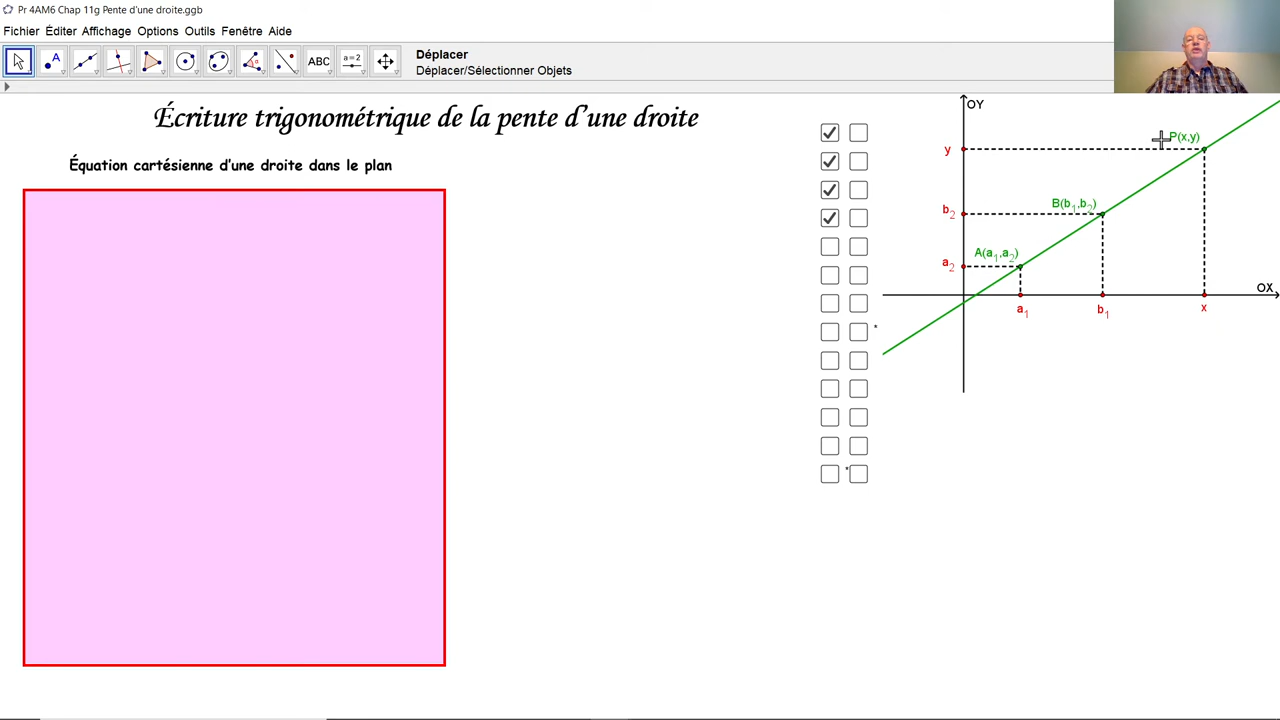 Pr 4AM6 Chap 11g Pente d'une droite.ggb
Fichier Éditer Affichage Options Outils Fenêtre Aide
A
α
ABC
a=2
Déplacer
Déplacer/Sélectionner Objets
Écriture trigonométrique de la pente d'une droite
Équation cartésienne d'une droite dans le plan
OY
P(x,y)
y
B(b₁,b₂)
b₂
A(a₁,a₂)
a₂
OX
a₁
b₁
x
*
*